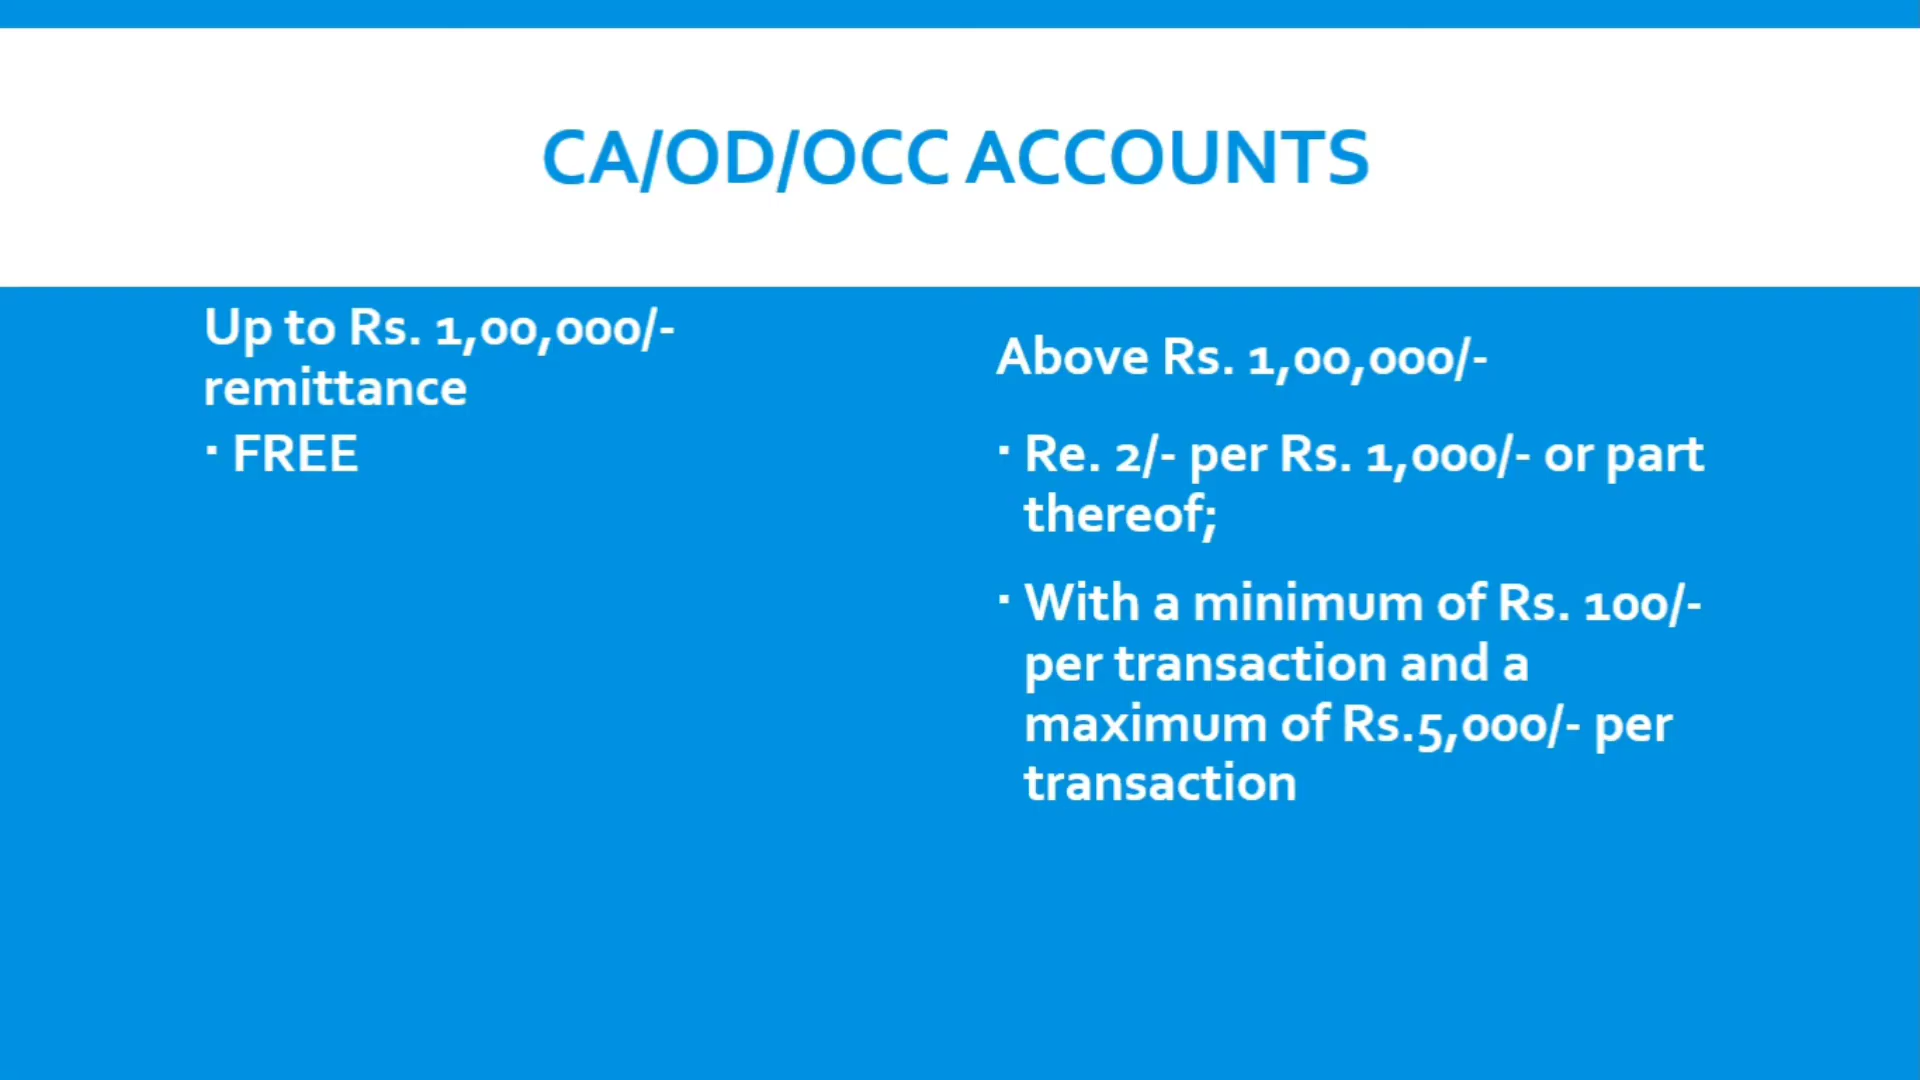 CA/OD/OCC ACCOUNTS
Up to Rs. 1,00,000/-
remittance
▪ FREE
Above Rs. 1,00,000/-
▪ Re. 2/- per Rs. 1,000/- or part
thereof;
▪ With a minimum of Rs. 100/-
per transaction and a
maximum of Rs.5,000/- per
transaction